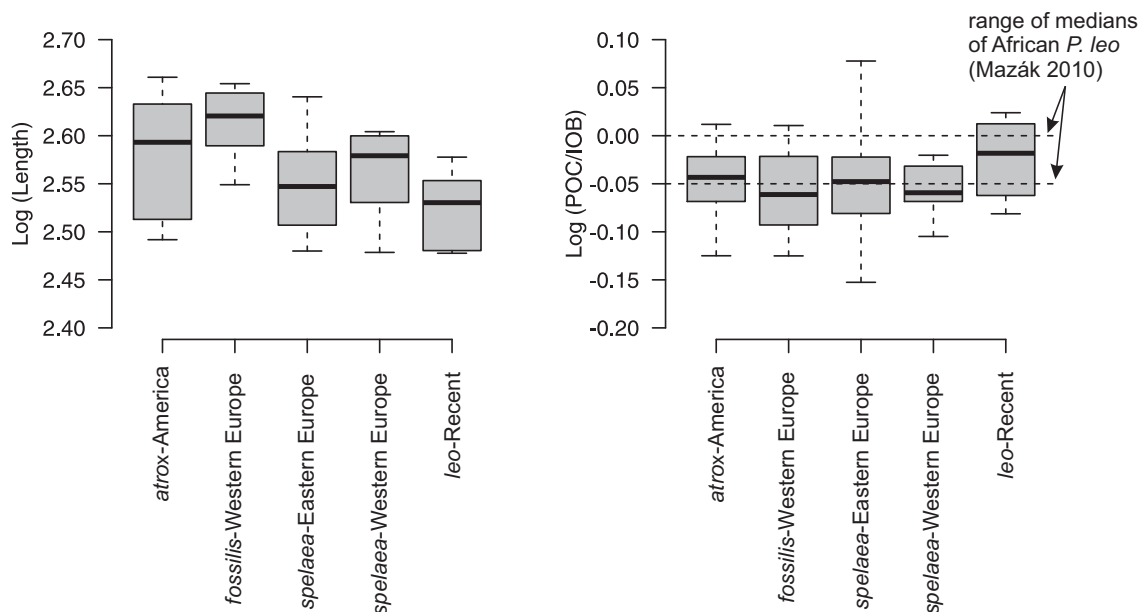 Log (Length)
2.70
2.65
2.60
2.55
2.50
2.45
2.40
atrox-America
fossilis-Western Europe
spelaea-Eastern Europe
spelaea-Western Europe
leo-Recent
range of medians
of African P. leo
(Mazák 2010)
Log (POC/IOB)
0.10
0.05
0.00
-0.05
-0.10
-0.15
-0.20
atrox-America
fossilis-Western Europe
spelaea-Eastern Europe
spelaea-Western Europe
leo-Recent